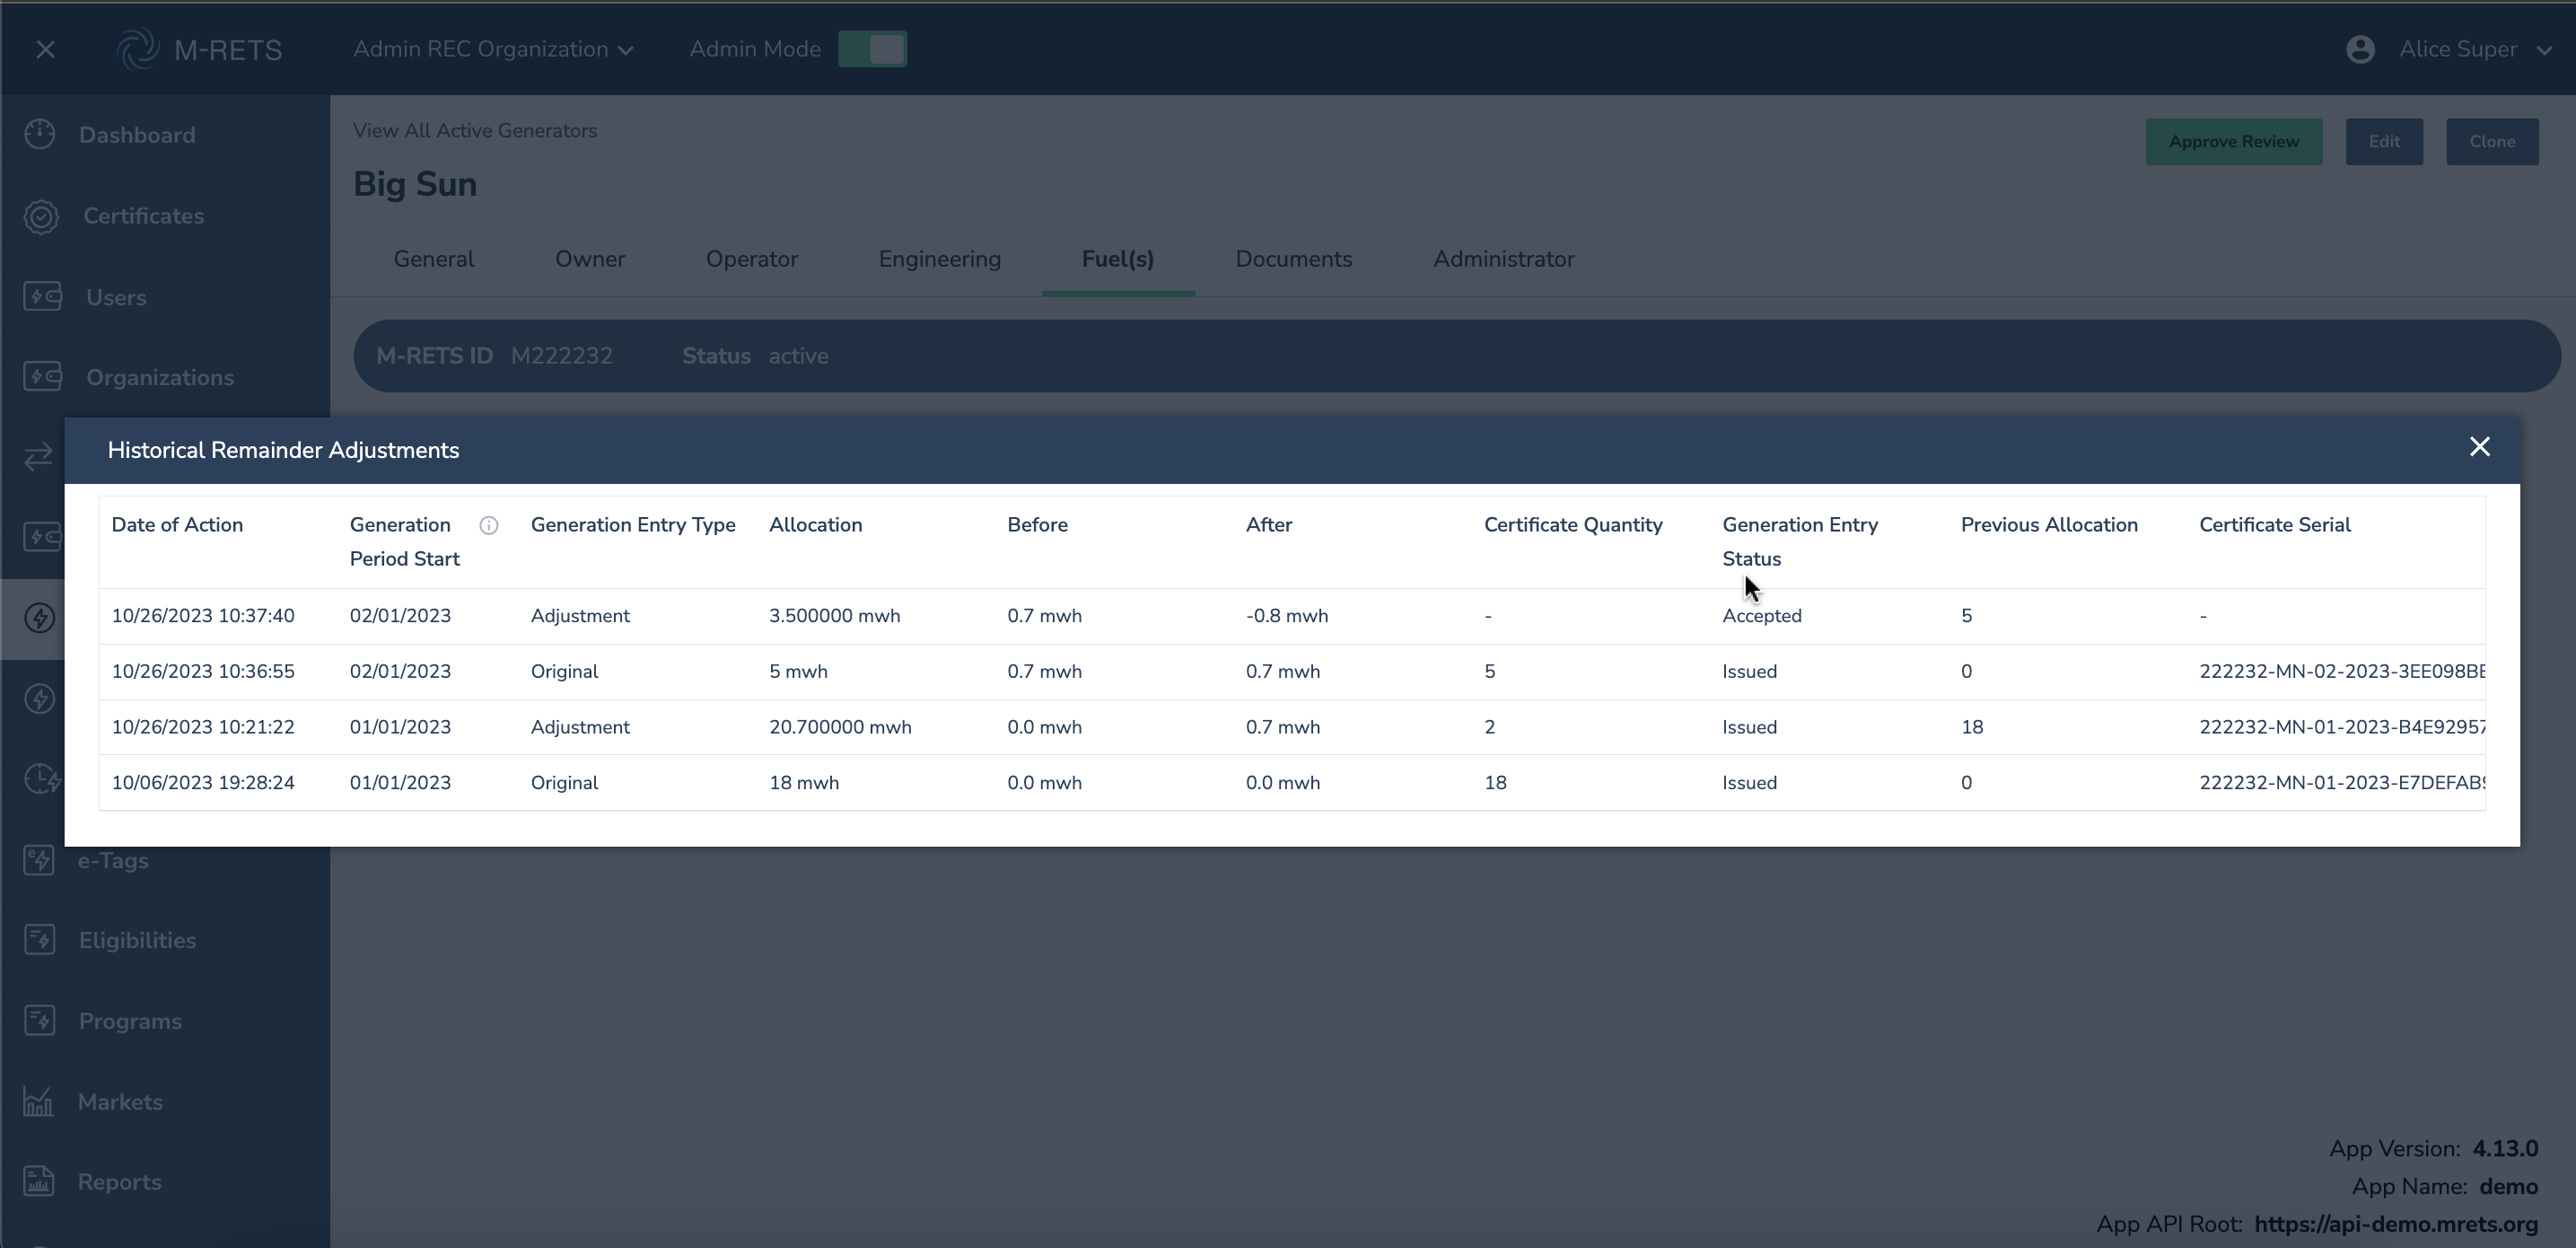 M-RETS
Admin REC Organization
Admin Mode
Alice Super
Dashboard
Certificates
Users
Organizations
e-Tags
Eligibilities
Programs
Markets
Reports
View All Active Generators
Approve Review
Edit
Clone
Big Sun
General Owner Operator Engineering Fuel(s) Documents Administrator
M-RETS ID M222232 Status active
Historical Remainder Adjustments
Date of Action Generation Generation Entry Type Allocation Before After Certificate Quantity Generation Entry Previous Allocation Certificate Serial
Period Start Status
10/26/2023 10:37:40 02/01/2023 Adjustment 3.500000 mwh 0.7 mwh -0.8 mwh - Accepted 5 -
10/26/2023 10:36:55 02/01/2023 Original 5 mwh 0.7 mwh 0.7 mwh 5 Issued 0 222232-MN-02-2023-3EE098BE
10/26/2023 10:21:22 01/01/2023 Adjustment 20.700000 mwh 0.0 mwh 0.7 mwh 2 Issued 18 222232-MN-01-2023-B4E92957
10/06/2023 19:28:24 01/01/2023 Original 18 mwh 0.0 mwh 0.0 mwh 18 Issued 0 222232-MN-01-2023-E7DEFAB9
App Version: 4.13.0
App Name: demo
App API Root: https://api-demo.mrets.org